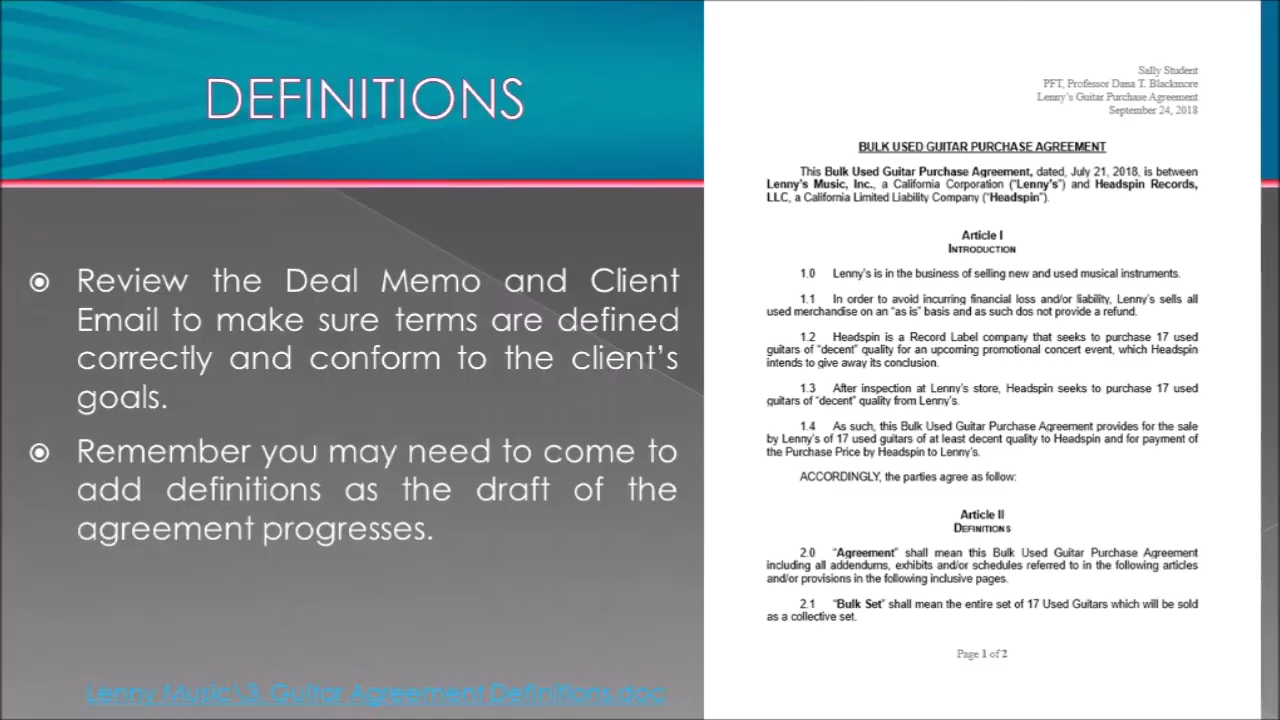 DEFINITIONS
Review the Deal Memo and Client
Email to make sure terms are defined
correctly and conform to the client's
goals.
Remember you may need to come to
add definitions as the draft of the
agreement progresses.
Lenny Music\3. Guitar Agreement Definitions.doc
Sally Student
PFT, Professor Dana T. Blackmore
Lenny's Guitar Purchase Agreement
September 24, 2018
BULK USED GUITAR PURCHASE AGREEMENT
This Bulk Used Guitar Purchase Agreement, dated, July 21, 2018, is between
Lenny's Music, Inc., a California Corporation ("Lenny's") and Headspin Records,
LLC, a California Limited Liability Company ("Headspin").
Article I
INTRODUCTION
1.0 Lenny's is in the business of selling new and used musical instruments.
1.1 In order to avoid incurring financial loss and/or liability, Lenny's sells all
used merchandise on an "as is" basis and as such dos not provide a refund.
1.2 Headspin is a Record Label company that seeks to purchase 17 used
guitars of "decent" quality for an upcoming promotional concert event, which Headspin
intends to give away its conclusion.
1.3 After inspection at Lenny's store, Headspin seeks to purchase 17 used
guitars of "decent" quality from Lenny's.
1.4 As such, this Bulk Used Guitar Purchase Agreement provides for the sale
by Lenny's of 17 used guitars of at least decent quality to Headspin and for payment of
the Purchase Price by Headspin to Lenny's.
ACCORDINGLY, the parties agree as follow:
Article II
DEFINITIONS
2.0 "Agreement" shall mean this Bulk Used Guitar Purchase Agreement
including all addendums, exhibits and/or schedules referred to in the following articles
and/or provisions in the following inclusive pages.
2.1 "Bulk Set" shall mean the entire set of 17 Used Guitars which will be sold
as a collective set.
Page 1 of 2